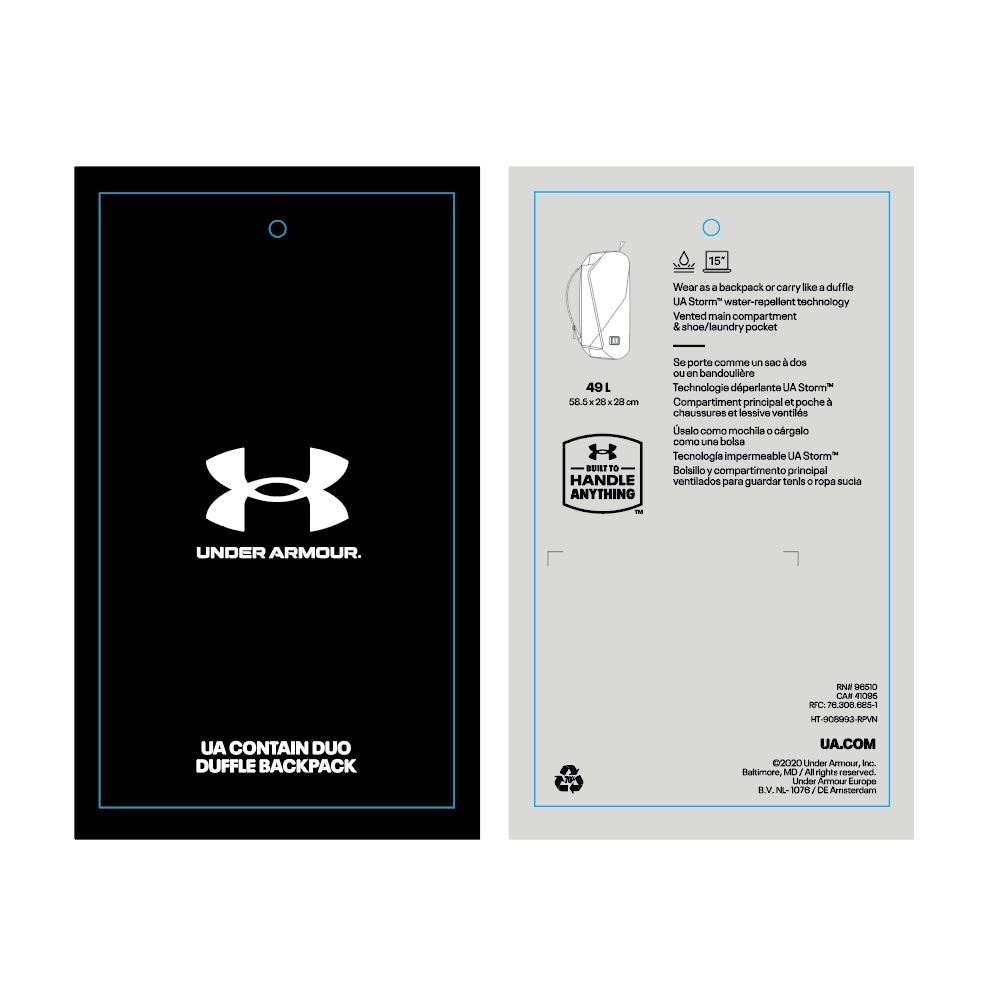 UNDER ARMOUR.
UA CONTAIN DUO
DUFFLE BACKPACK
15"
Wear as a backpack or carry like a duffle
UA Storm™ water-repellent technology
Vented main compartment
& shoe/laundry pocket
Se porte comme un sac à dos
ou en bandoulière
Technologie déperlante UA Storm™
Compartiment principal et poche à
chaussures et lessive ventilés
Úsalo como mochila o cárgalo
como una bolsa
Tecnología impermeable UA Storm™
Bolsillo y compartimento principal
ventilados para guardar tenis o ropa sucia
49 L
58.5 x 28 x 28 cm
BUILT TO
HANDLE
ANYTHING
™
RN# 96510
CA# 41095
RFC: 76.306.685-1
HT-908993-RPVN
UA.COM
©2020 Under Armour, Inc.
Baltimore, MD / All rights reserved.
Under Armour Europe
B.V. NL- 1076 / DE Amsterdam